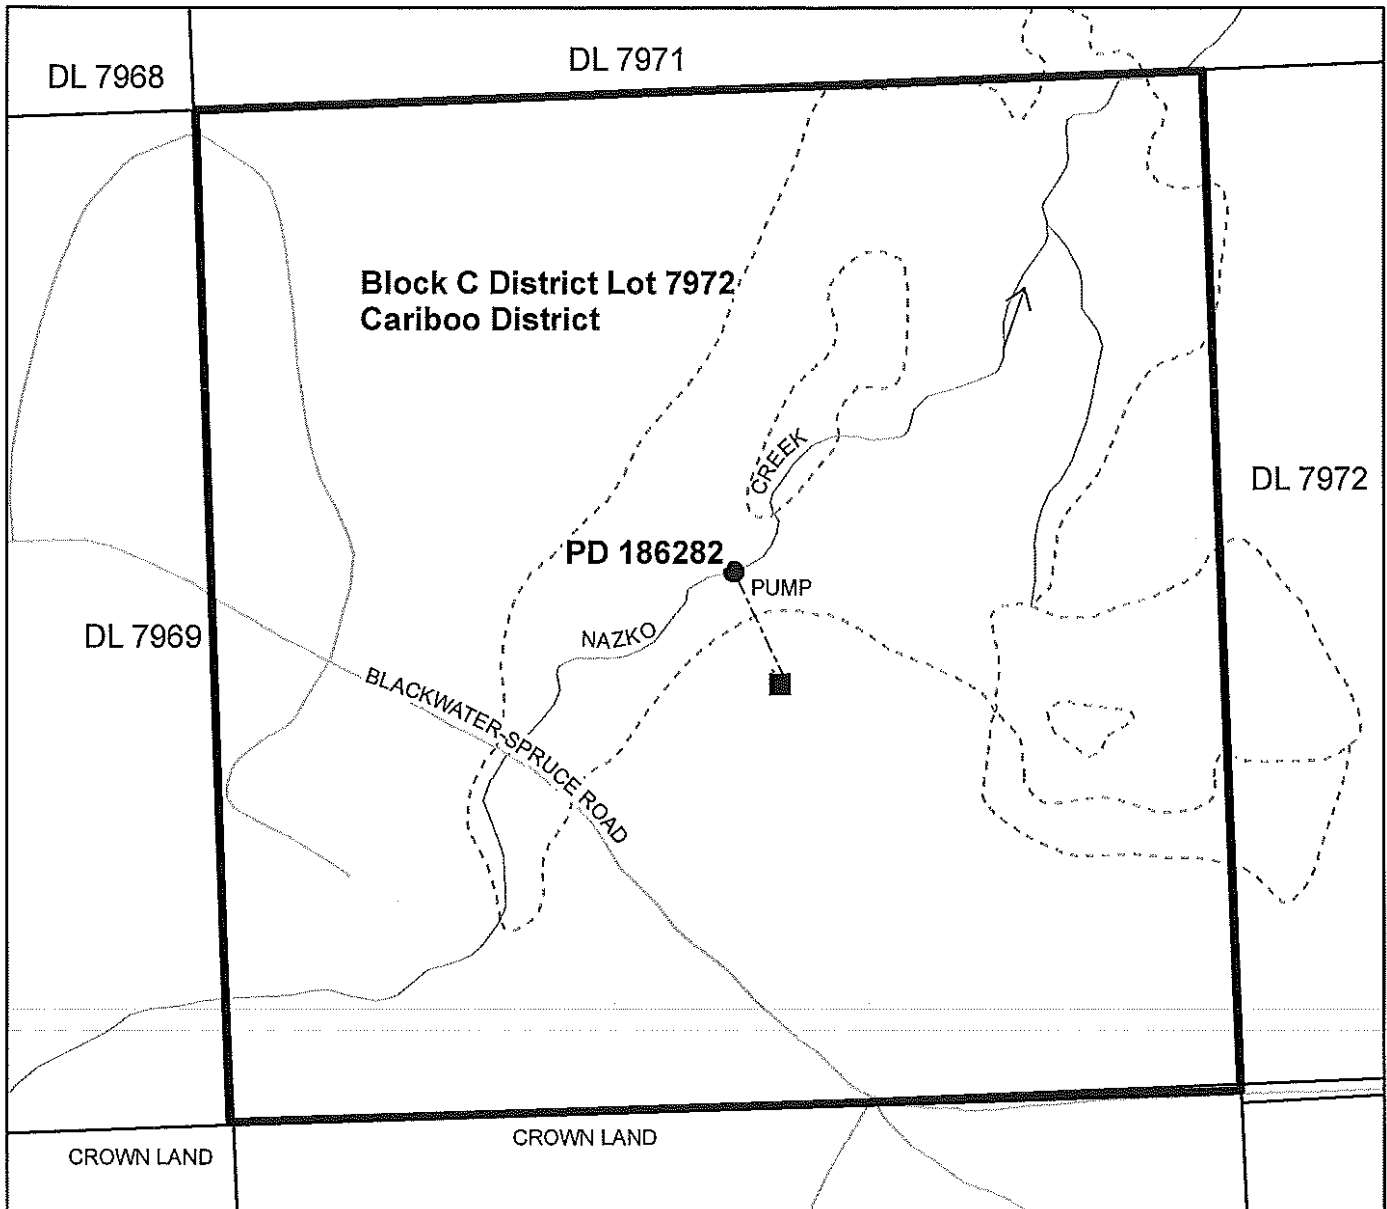 DL 7968
DL 7971
Block C District Lot 7972
Cariboo District
CREEK
DL 7972
PD 186282
PUMP
NAZKO
DL 7969
BLACKWATER-SPRUCE ROAD
CROWN LAND
CROWN LAND